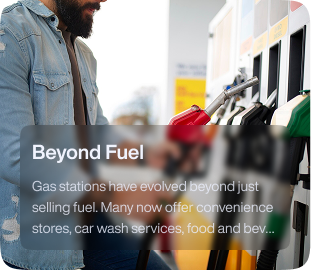 Beyond Fuel
Gas stations have evolved beyond just
selling fuel. Many now offer convenience
stores, car wash services, food and bev...